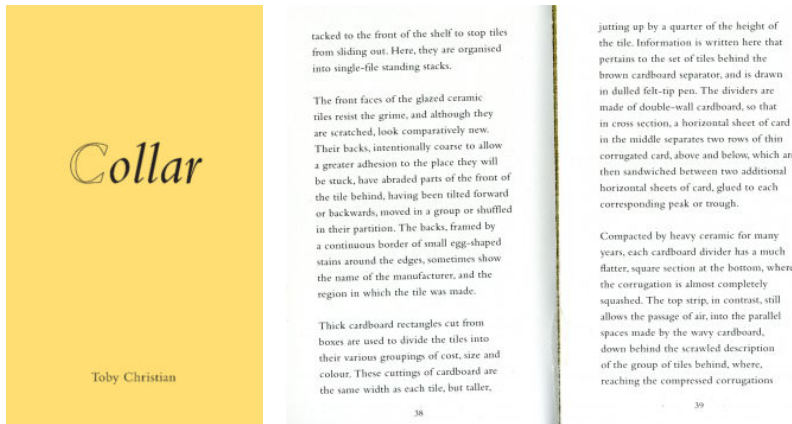 Collar
Toby Christian
tacked to the front of the shelf to stop tiles
from sliding out. Here, they are organised
into single-file standing stacks.
The front faces of the glazed ceramic
tiles resist the grime, and although they
are scratched, look comparatively new.
Their backs, intentionally coarse to allow
a greater adhesion to the place they will
be stuck, have abraded parts of the front of
the tile behind, having been tilted forward
or backwards, moved in a group or shuffled
in their partition. The backs, framed by
a continuous border of small egg-shaped
stains around the edges, sometimes show
the name of the manufacturer, and the
region in which the tile was made.
Thick cardboard rectangles cut from
boxes are used to divide the tiles into
their various groupings of cost, size and
colour. These cuttings of cardboard are
the same width as each tile, but taller,
38
jutting up by a quarter of the height of
the tile. Information is written here that
pertains to the set of tiles behind the
brown cardboard separator, and is drawn
in dulled felt-tip pen. The dividers are
made of double-wall cardboard, so that
in cross section, a horizontal sheet of card
in the middle separates two rows of thin
corrugated card, above and below, which ar
then sandwiched between two additional
horizontal sheets of card, glued to each
corresponding peak or trough.
Compacted by heavy ceramic for many
years, each cardboard divider has a much
flatter, square section at the bottom, where
the corrugation is almost completely
squashed. The top strip, in contrast, still
allows the passage of air, into the parallel
spaces made by the wavy cardboard,
down behind the scrawled description
of the group of tiles behind, where,
reaching the compressed corrugations
39